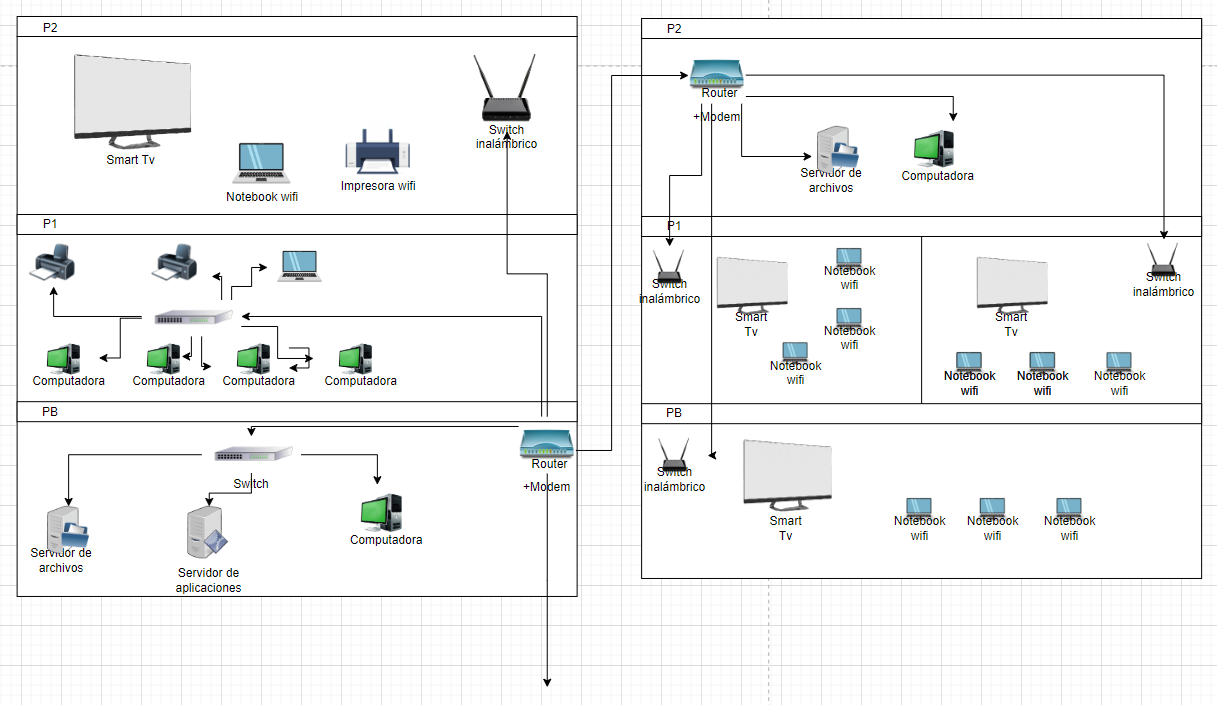 P2
Smart Tv
Notebook wifi
Impresora wifi
Switch
inalámbrico
P1
Computadora
Computadora
Computadora
Computadora
PB
Switch
Router
+Modem
Servidor de
archivos
Servidor de
aplicaciones
Computadora
P2
Router
+Modem
Servidor de
archivos
Computadora
P1
Switch
inalámbrico
Smart
Tv
Notebook
wifi
Notebook
wifi
Notebook
wifi
Smart
Tv
Switch
inalámbrico
Notebook
wifi
Notebook
wifi
Notebook
wifi
PB
Switch
inalámbrico
Smart
Tv
Notebook
wifi
Notebook
wifi
Notebook
wifi